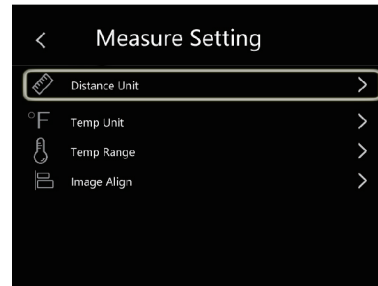 Measure Setting
Distance Unit
°F Temp Unit
Temp Range
Image Align